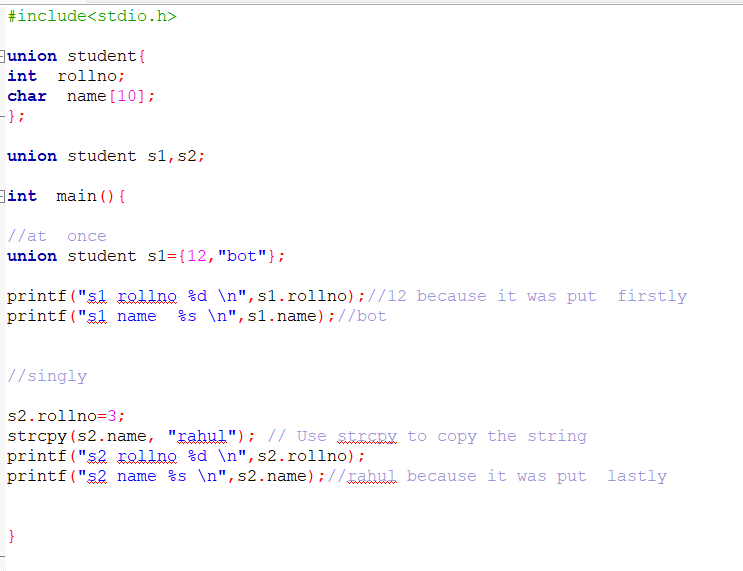 #include<stdio.h>
union student{
int  rollno;
char  name[10];
};
union student s1,s2;
int  main(){
//at  once
union student s1={12,"bot"};
printf("s1 rollno %d \n",s1.rollno);//12 because it was put  firstly
printf("s1 name  %s \n",s1.name);//bot
//singly
s2.rollno=3;
strcpy(s2.name, "rahul"); // Use strcpy to copy the string
printf("s2 rollno %d \n",s2.rollno);
printf("s2 name %s \n",s2.name);//rahul because it was put  lastly
}